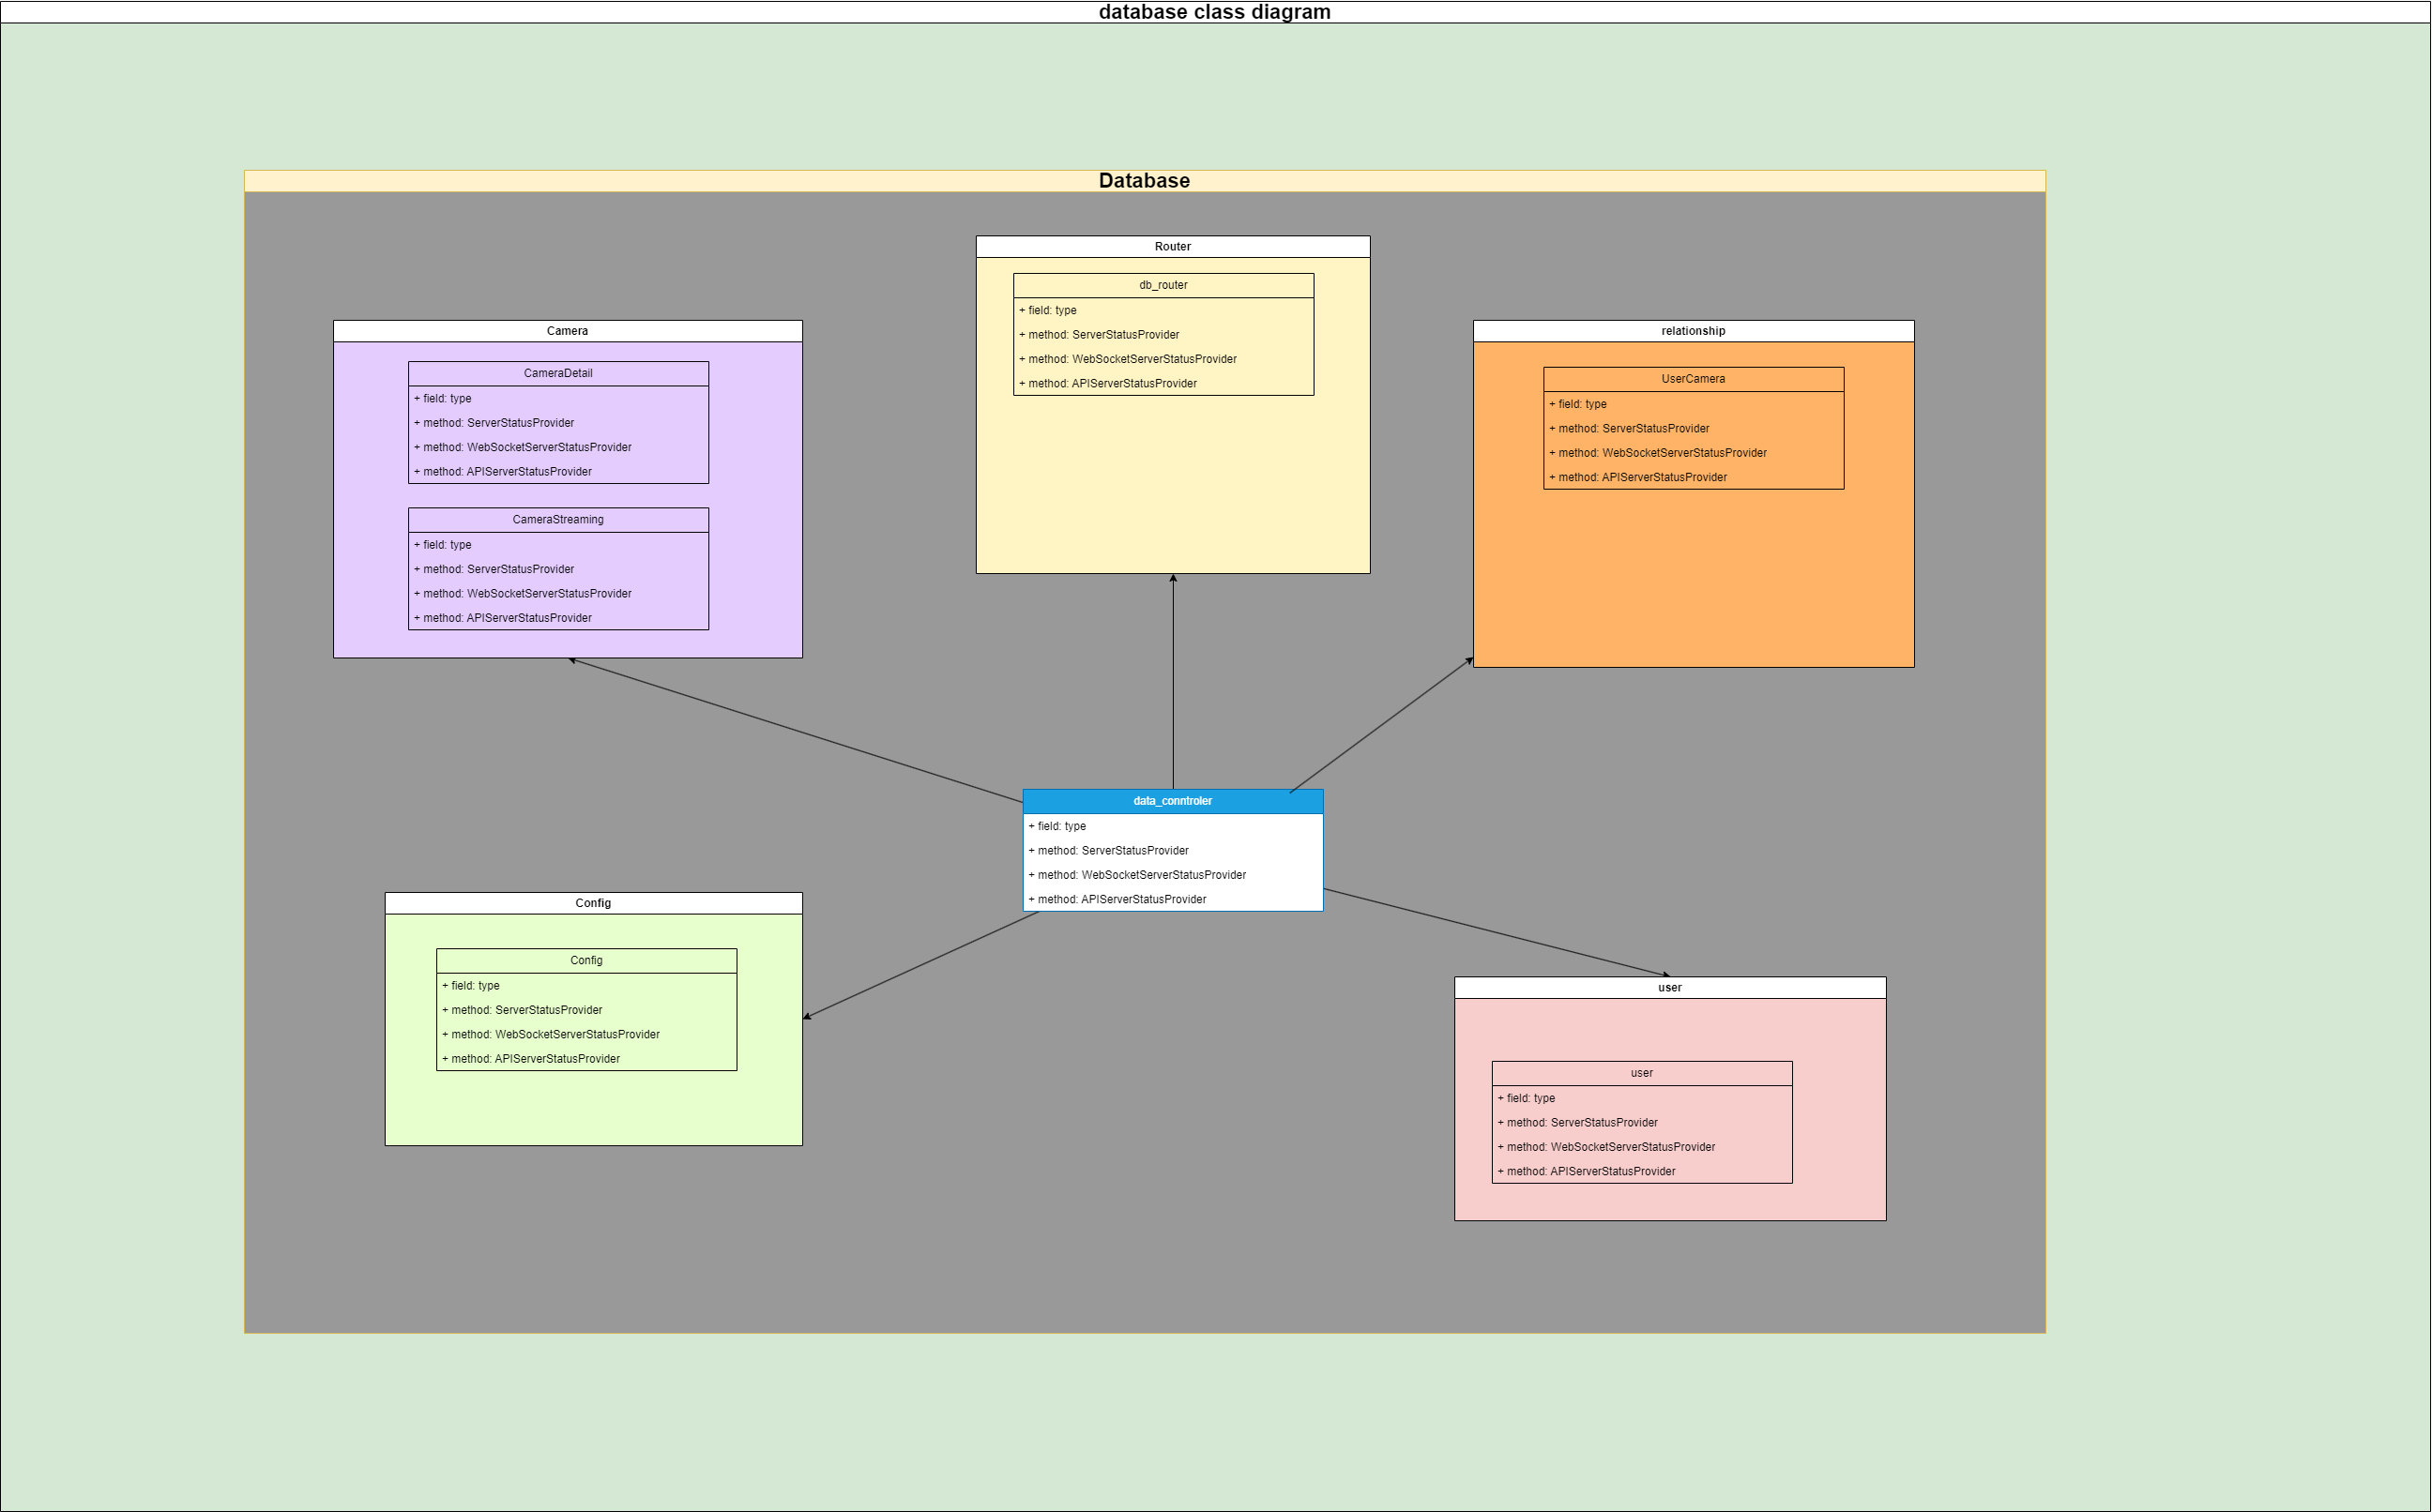 database class diagram
Database
Router
db_router
+ field: type
+ method: ServerStatusProvider
+ method: WebSocketServerStatusProvider
+ method: APIServerStatusProvider
Camera
CameraDetail
+ field: type
+ method: ServerStatusProvider
+ method: WebSocketServerStatusProvider
+ method: APIServerStatusProvider
CameraStreaming
+ field: type
+ method: ServerStatusProvider
+ method: WebSocketServerStatusProvider
+ method: APIServerStatusProvider
relationship
UserCamera
+ field: type
+ method: ServerStatusProvider
+ method: WebSocketServerStatusProvider
+ method: APIServerStatusProvider
data_conntroler
+ field: type
+ method: ServerStatusProvider
+ method: WebSocketServerStatusProvider
+ method: APIServerStatusProvider
Config
Config
+ field: type
+ method: ServerStatusProvider
+ method: WebSocketServerStatusProvider
+ method: APIServerStatusProvider
user
user
+ field: type
+ method: ServerStatusProvider
+ method: WebSocketServerStatusProvider
+ method: APIServerStatusProvider